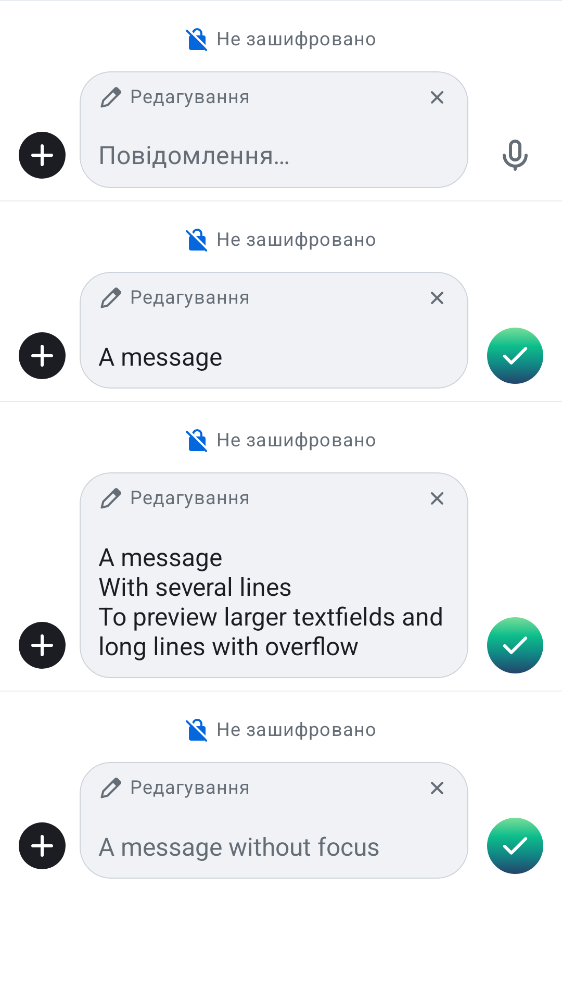 Не зашифровано
Редагування
Повідомлення…
Не зашифровано
Редагування
A message
Не зашифровано
Редагування
A message
With several lines
To preview larger textfields and
long lines with overflow
Не зашифровано
Редагування
A message without focus